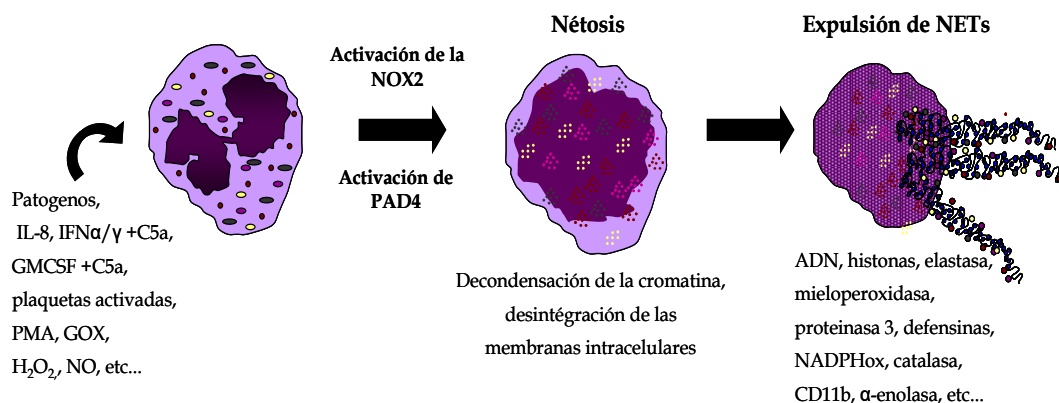 Patogenos,
IL-8, IFNα/γ +C5a,
GMCSF +C5a,
plaquetas activadas,
PMA, GOX,
H₂O₂,, NO, etc...
Activación de la
NOX2
Activación de
PAD4
Nétosis
Decondensación de la cromatina,
desintégración de las
membranas intracelulares
Expulsión de NETs
ADN, histonas, elastasa,
mieloperoxidasa,
proteinasa 3, defensinas,
NADPHox, catalasa,
CD11b, α-enolasa, etc...